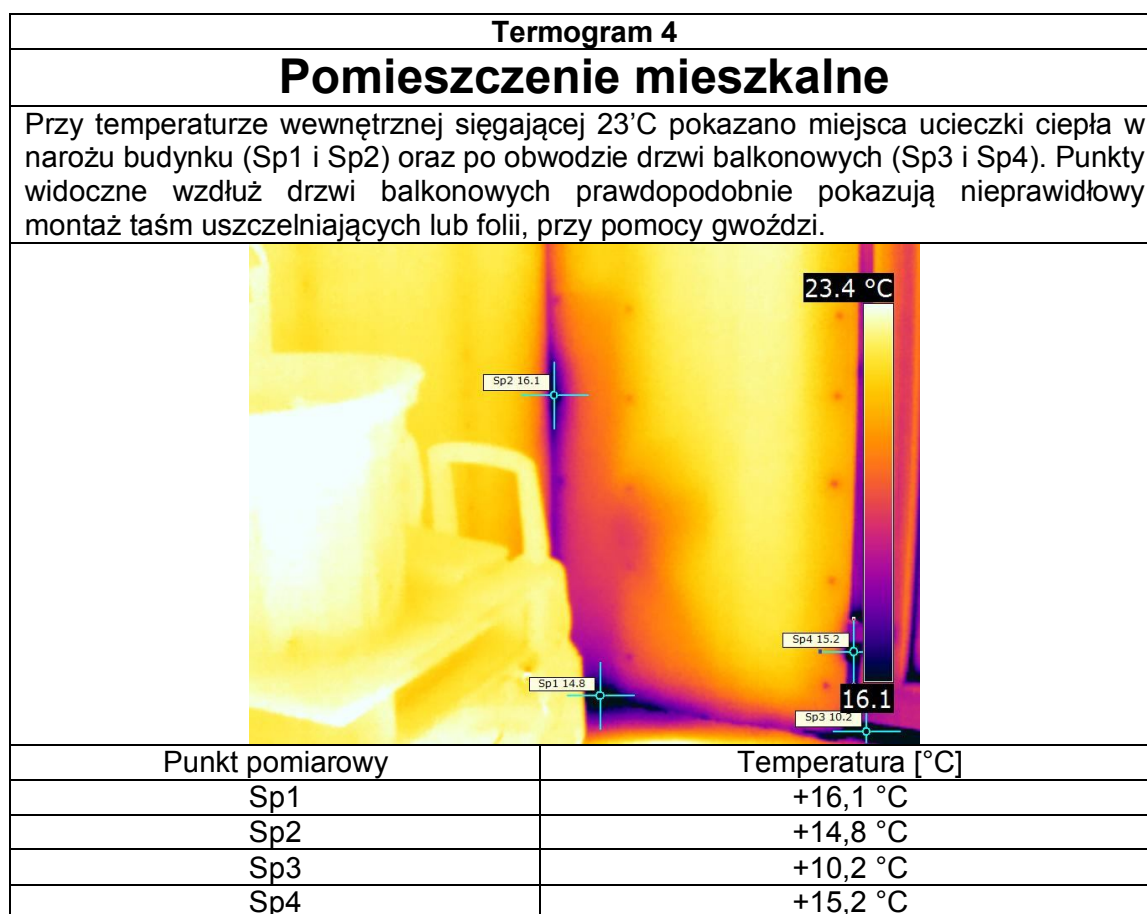 Termogram 4
Pomieszczenie mieszkalne
Przy temperaturze wewnętrznej sięgającej 23’C pokazano miejsca ucieczki ciepła w
narożu budynku (Sp1 i Sp2) oraz po obwodzie drzwi balkonowych (Sp3 i Sp4). Punkty
widoczne wzdłuż drzwi balkonowych prawdopodobnie pokazują nieprawidłowy
montaż taśm uszczelniających lub folii, przy pomocy gwoździ.
23.4 °C
Sp2 16.1
Sp4 15.2
Sp1 14.8
16.1
Sp3 10.2
Punkt pomiarowy Temperatura [°C]
Sp1 +16,1 °C
Sp2 +14,8 °C
Sp3 +10,2 °C
Sp4 +15,2 °C